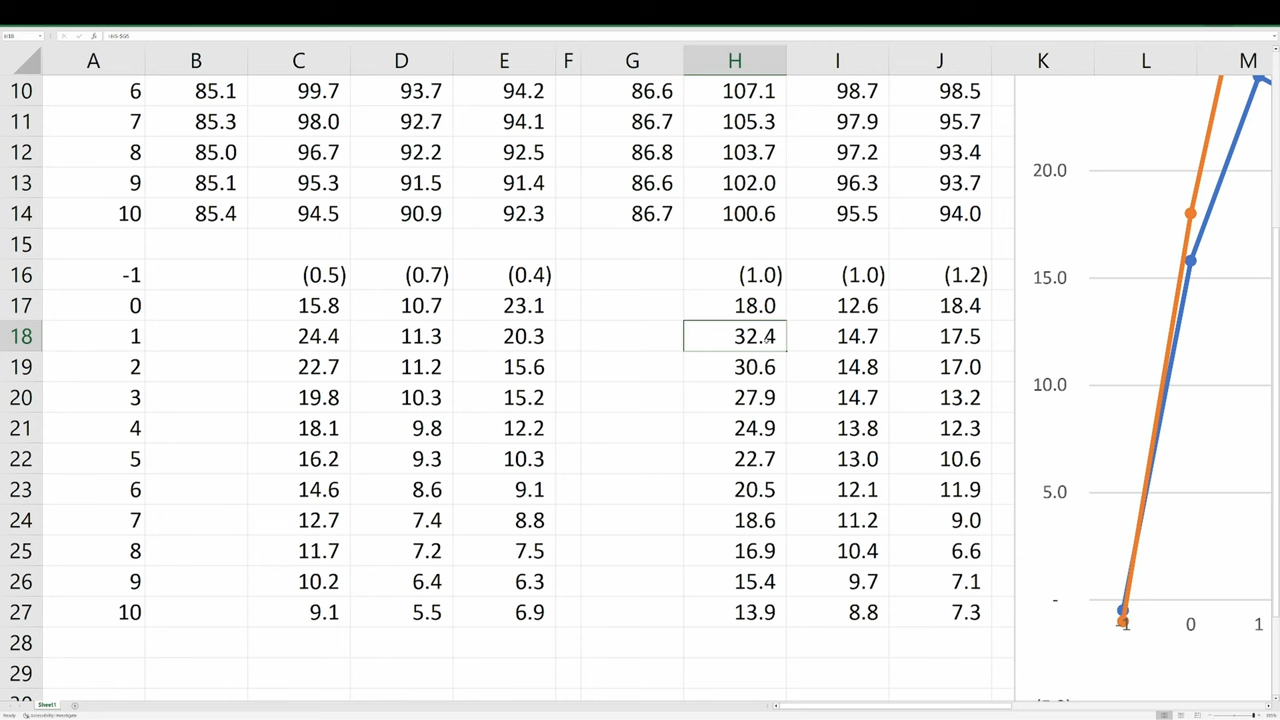 H18
A B C D E F G H I J K L M
10 6 85.1 99.7 93.7 94.2 86.6 107.1 98.7 98.5
11 7 85.3 98.0 92.7 94.1 86.7 105.3 97.9 95.7
12 8 85.0 96.7 92.2 92.5 86.8 103.7 97.2 93.4
20.0
13 9 85.1 95.3 91.5 91.4 86.6 102.0 96.3 93.7
14 10 85.4 94.5 90.9 92.3 86.7 100.6 95.5 94.0
15
16 -1 (0.5) (0.7) (0.4) (1.0) (1.0) (1.2) 15.0
17 0 15.8 10.7 23.1 18.0 12.6 18.4
18 1 24.4 11.3 20.3 32.4 14.7 17.5
19 2 22.7 11.2 15.6 30.6 14.8 17.0
10.0
20 3 19.8 10.3 15.2 27.9 14.7 13.2
21 4 18.1 9.8 12.2 24.9 13.8 12.3
22 5 16.2 9.3 10.3 22.7 13.0 10.6
23 6 14.6 8.6 9.1 20.5 12.1 11.9 5.0
24 7 12.7 7.4 8.8 18.6 11.2 9.0
25 8 11.7 7.2 7.5 16.9 10.4 6.6
26 9 10.2 6.4 6.3 15.4 9.7 7.1
-
27 10 9.1 5.5 6.9 13.9 8.8 7.3
-1 0 1
28
29
Sheet1
Ready Accessibility: Investigate